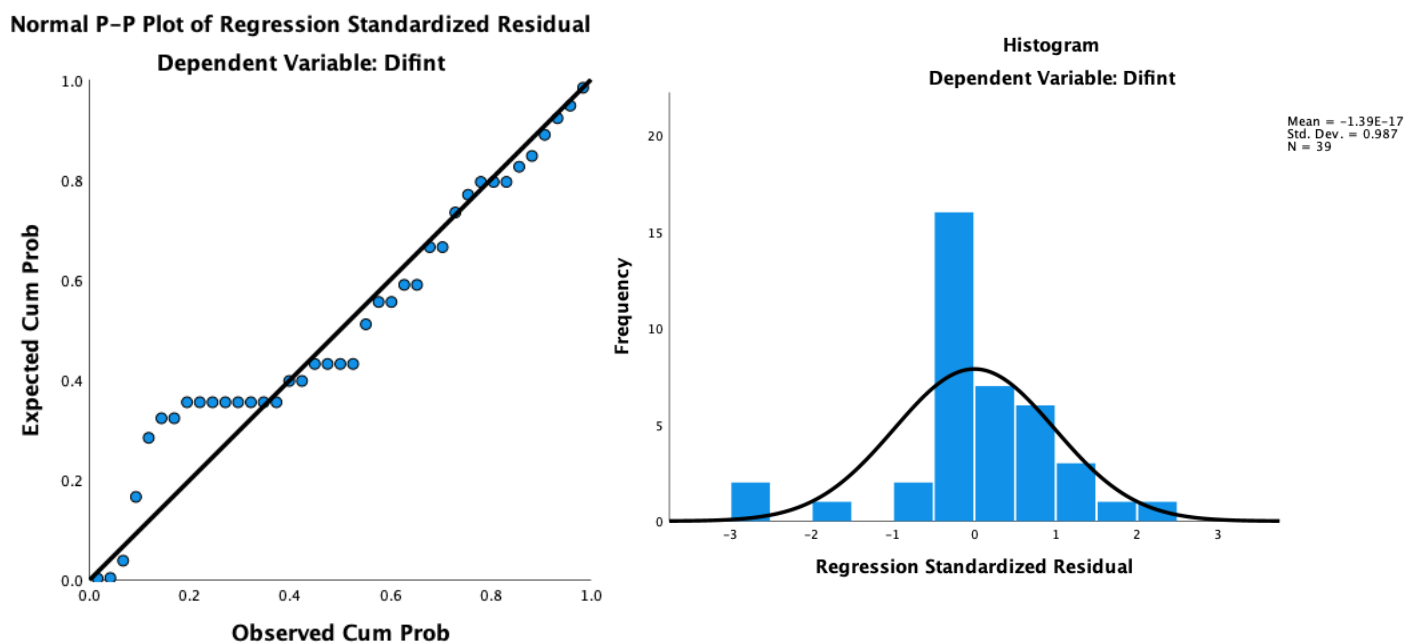 Normal P-P Plot of Regression Standardized Residual
Dependent Variable: Difint
Expected Cum Prob
1.0
0.8
0.6
0.4
0.2
0.0
0.0 0.2 0.4 0.6 0.8 1.0
Observed Cum Prob
Histogram
Dependent Variable: Difint
Mean = -1.39E-17
Std. Dev. = 0.987
N = 39
Frequency
20
15
10
5
0
-3 -2 -1 0 1 2 3
Regression Standardized Residual